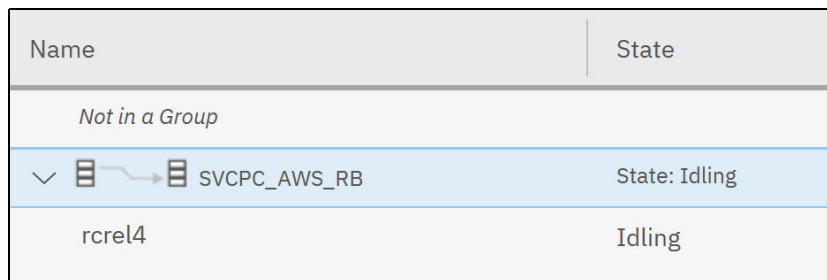 Name State
Not in a Group
SVCPC_AWS_RB State: Idling
rcrel4 Idling